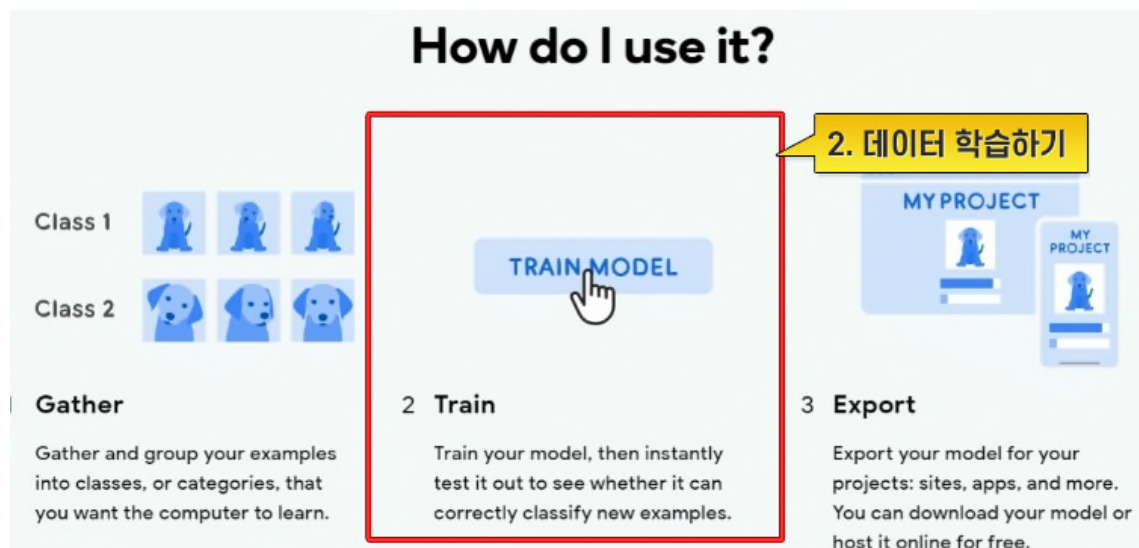 How do I use it?
2. 데이터 학습하기
Class 1
Class 2
TRAIN MODEL
MY PROJECT
MY
PROJECT
Gather
Gather and group your examples
into classes, or categories, that
you want the computer to learn.
2 Train
Train your model, then instantly
test it out to see whether it can
correctly classify new examples.
3 Export
Export your model for your
projects: sites, apps, and more.
You can download your model or
host it online for free.